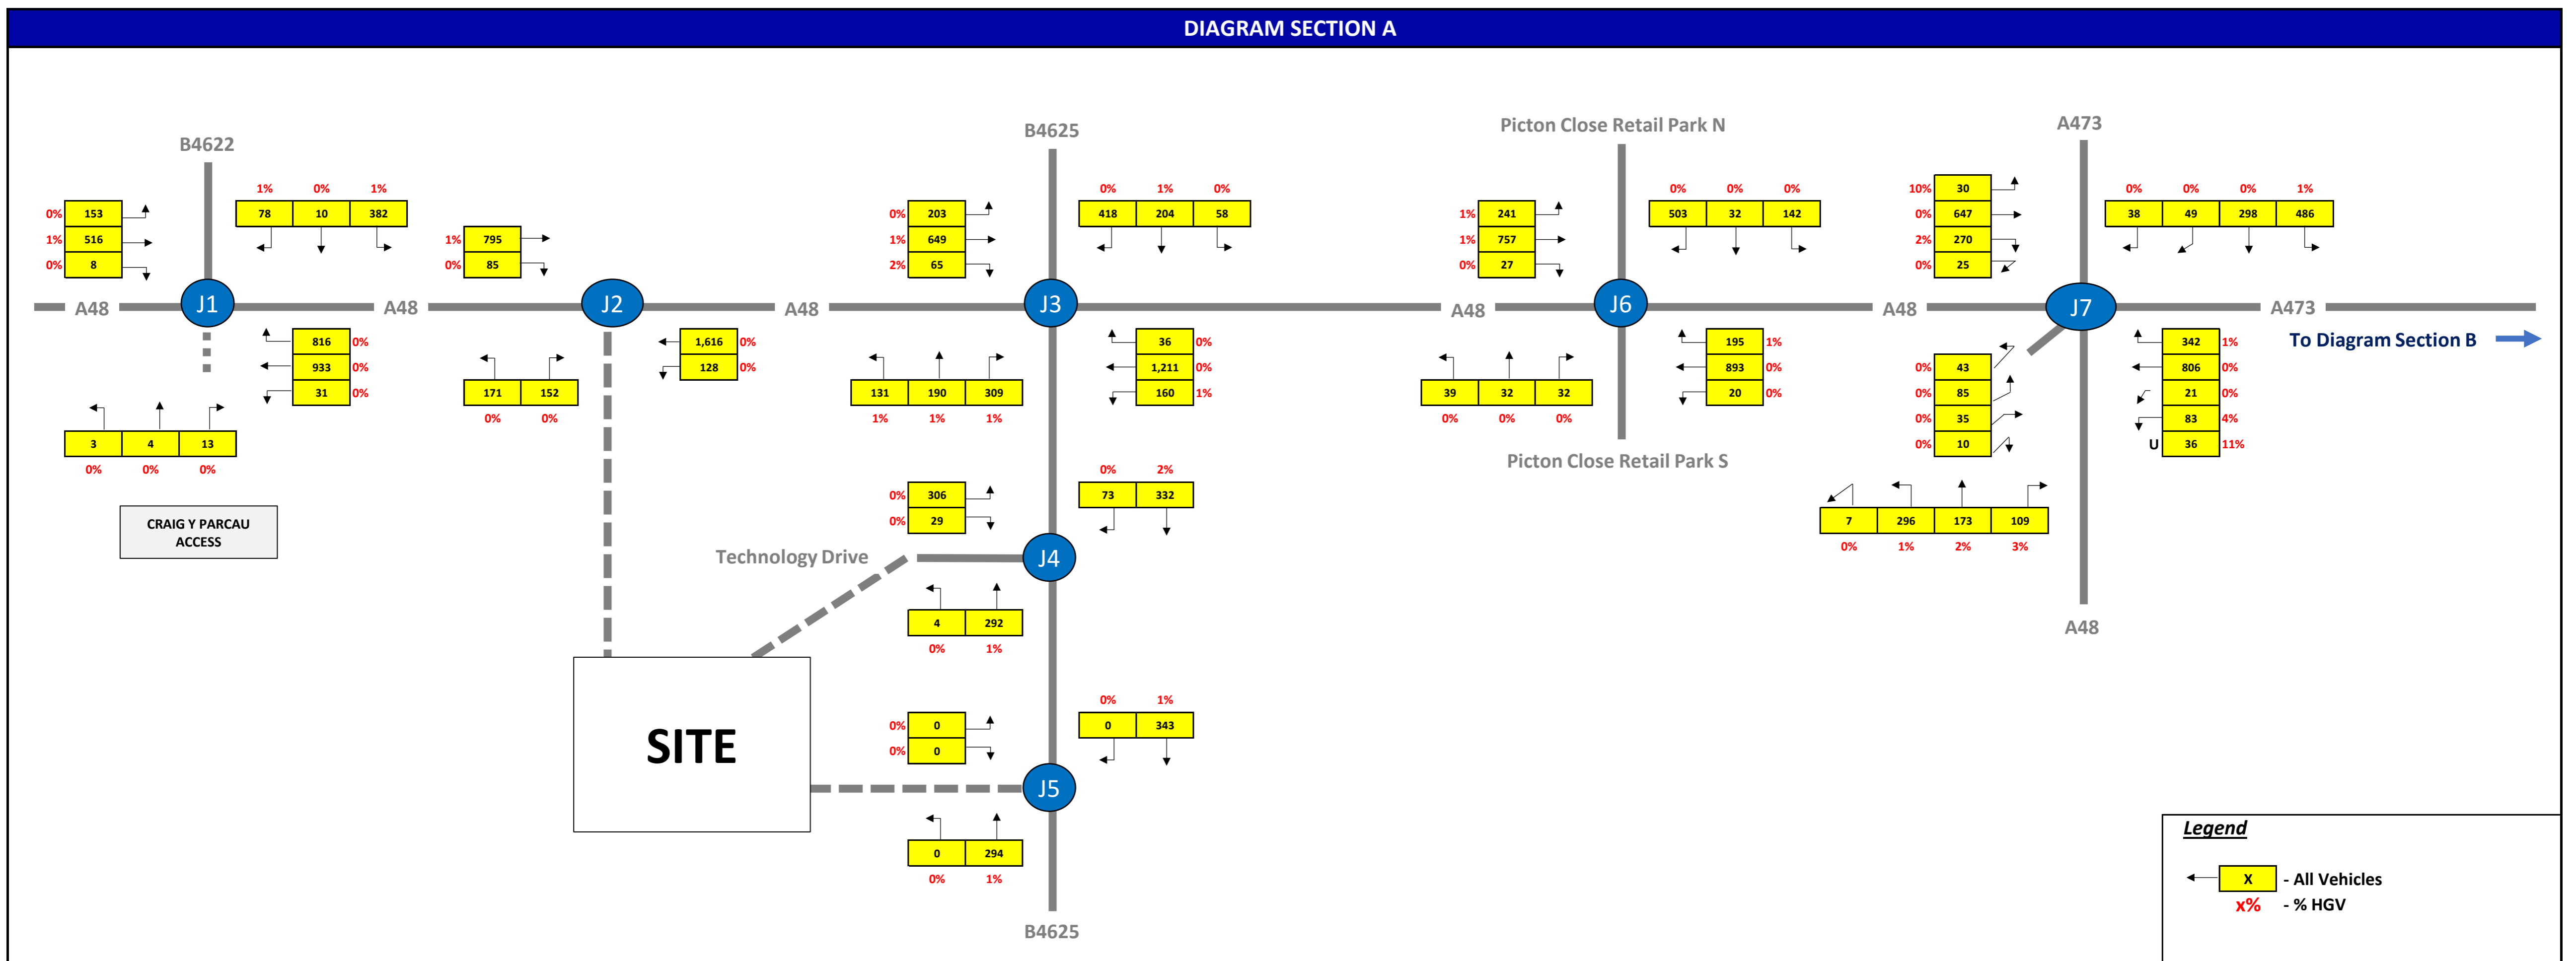 DIAGRAM SECTION A
B4622
B4625
Picton Close Retail Park N
A473
1% 0% 1%
0% 153
78 10 382
1% 516
0% 8
1% 795
0% 85
0% 1% 0%
0% 203
418 204 58
1% 649
2% 65
0% 0% 0%
1% 241
503 32 142
1% 757
0% 27
10% 30
0% 647
2% 270
0% 25
0% 0% 0% 1%
38 49 298 486
A48 J1 A48 J2 A48 J3 A48 J6 A48 J7 A473
To Diagram Section B
816 0%
933 0%
31 0%
3 4 13
0% 0% 0%
171 152
0% 0%
1,616 0%
128 0%
131 190 309
1% 1% 1%
36 0%
1,211 0%
160 1%
39 32 32
0% 0% 0%
195 1%
893 0%
20 0%
0% 43
0% 85
0% 35
0% 10
342 1%
806 0%
21 0%
83 4%
U 36 11%
7 296 173 109
0% 1% 2% 3%
Picton Close Retail Park S
A48
CRAIG Y PARCAU
ACCESS
0% 306
0% 29
0% 2%
73 332
Technology Drive
J4
4 292
0% 1%
SITE
0% 0
0% 0
0% 1%
0 343
J5
0 294
0% 1%
B4625
Legend
X - All Vehicles
x% - % HGV